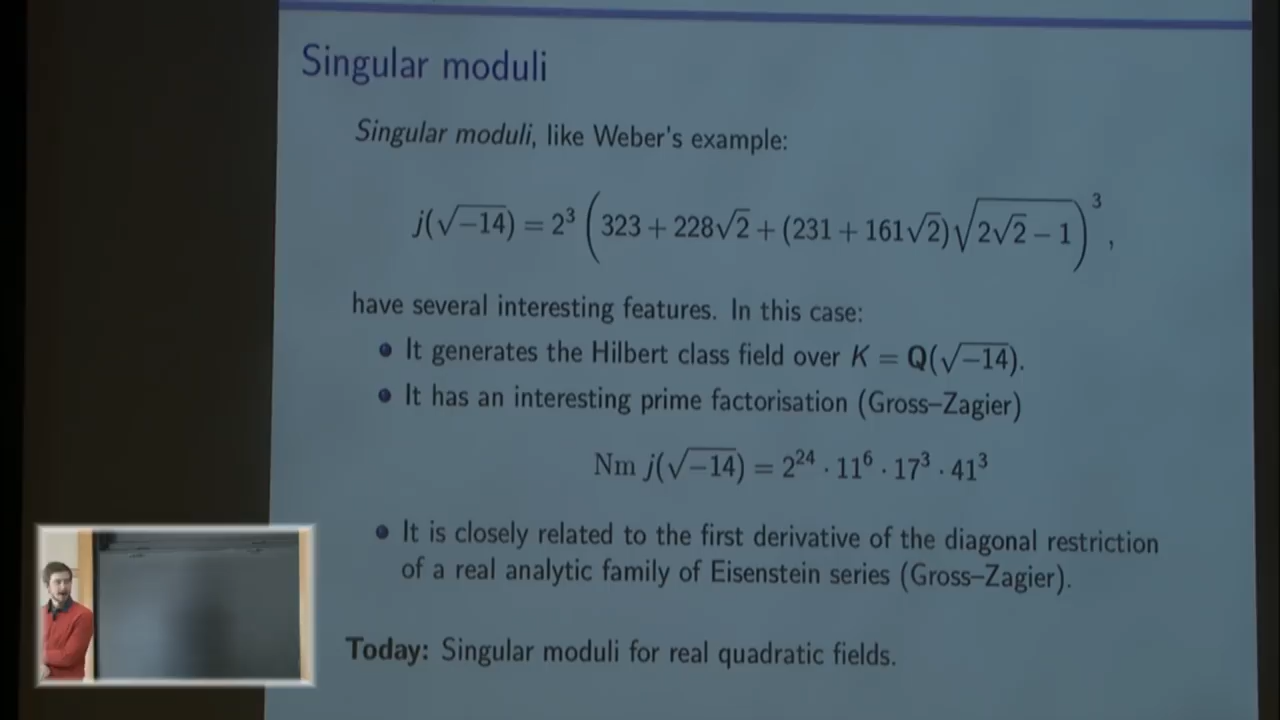 Singular moduli
Singular moduli, like Weber's example:
j(√−14) = 2³ (323 + 228√2 + (231 + 161√2)√(2√2 − 1))³,
have several interesting features. In this case:
• It generates the Hilbert class field over K = Q(√−14).
• It has an interesting prime factorisation (Gross–Zagier)
Nm j(√−14) = 2²⁴ · 11⁶ · 17³ · 41³
• It is closely related to the first derivative of the diagonal restriction
of a real analytic family of Eisenstein series (Gross–Zagier).
Today: Singular moduli for real quadratic fields.